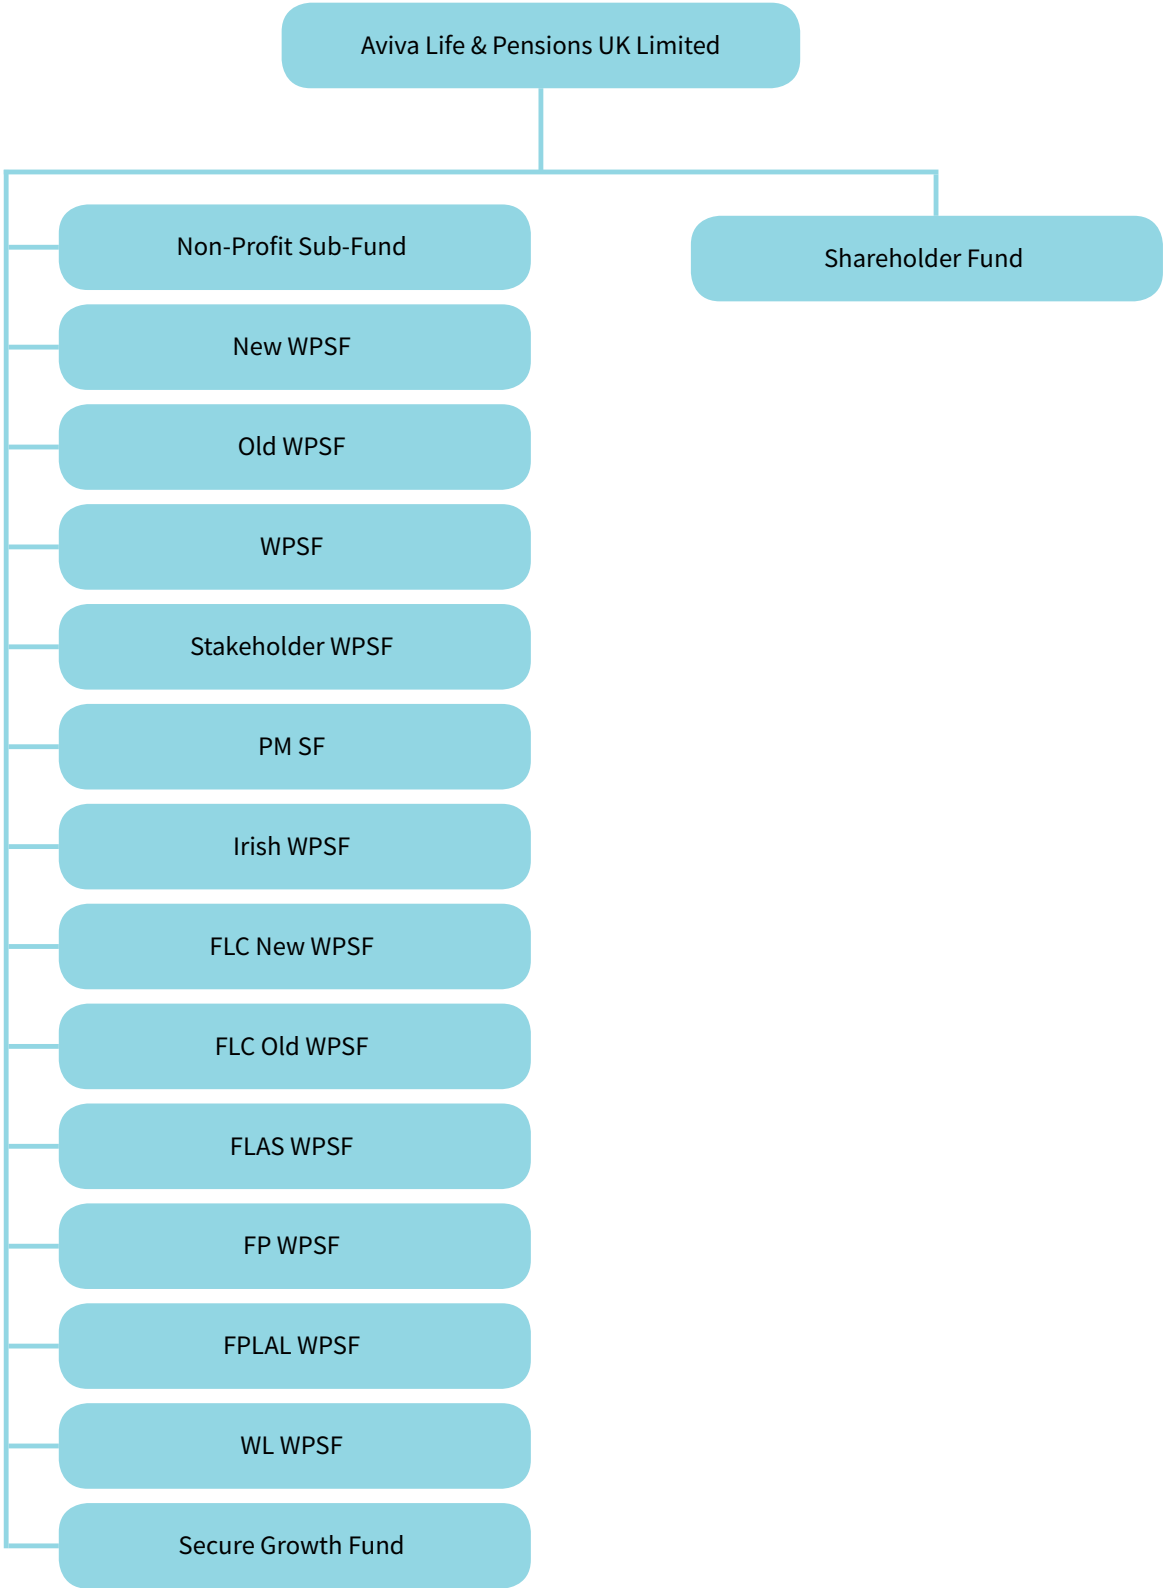 Aviva Life & Pensions UK Limited
Non-Profit Sub-Fund
Shareholder Fund
New WPSF
Old WPSF
WPSF
Stakeholder WPSF
PM SF
Irish WPSF
FLC New WPSF
FLC Old WPSF
FLAS WPSF
FP WPSF
FPLAL WPSF
WL WPSF
Secure Growth Fund